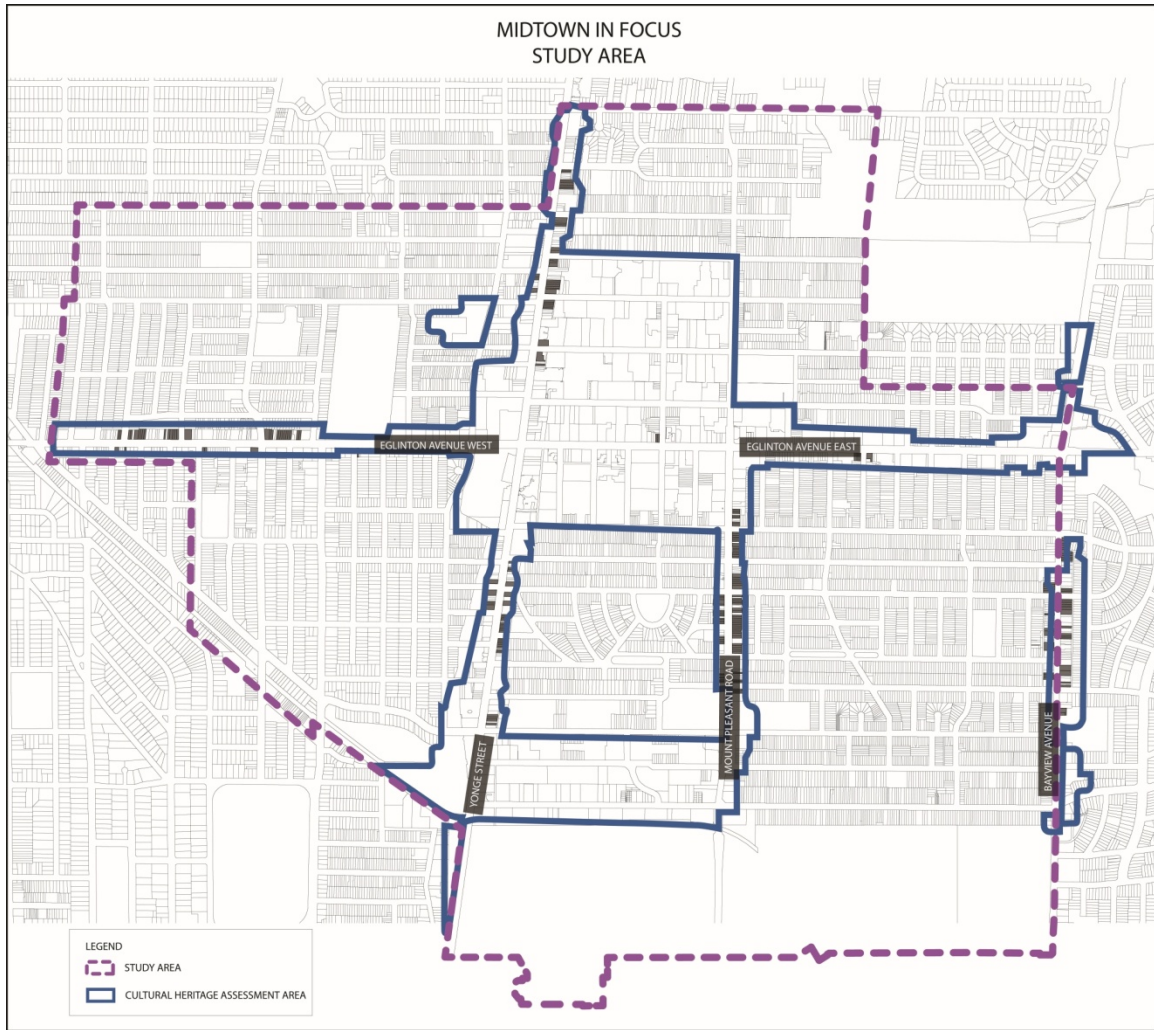 MIDTOWN IN FOCUS
STUDY AREA
EGLINTON AVENUE WEST
EGLINTON AVENUE EAST
MOUNT PLEASANT ROAD
BAYVIEW AVENUE
YONGE STREET
LEGEND
STUDY AREA
CULTURAL HERITAGE ASSESSMENT AREA